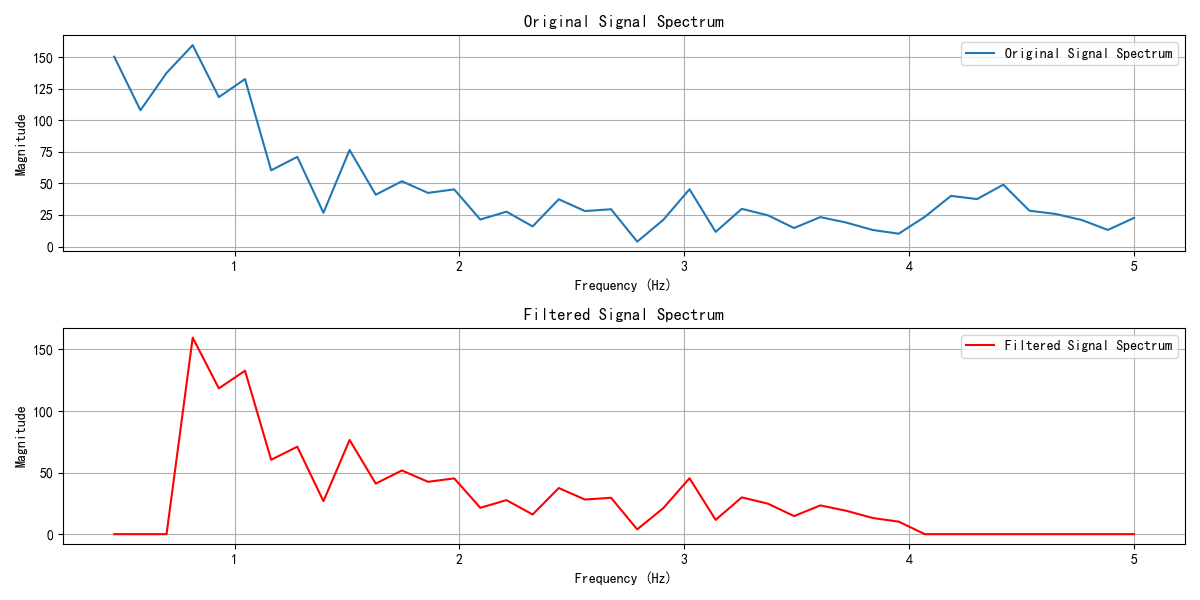 Original Signal Spectrum
Original Signal Spectrum
150
125
100
75
50
25
0
Magnitude
1 2 3 4 5
Frequency (Hz)
Filtered Signal Spectrum
Filtered Signal Spectrum
150
100
50
0
Magnitude
1 2 3 4 5
Frequency (Hz)